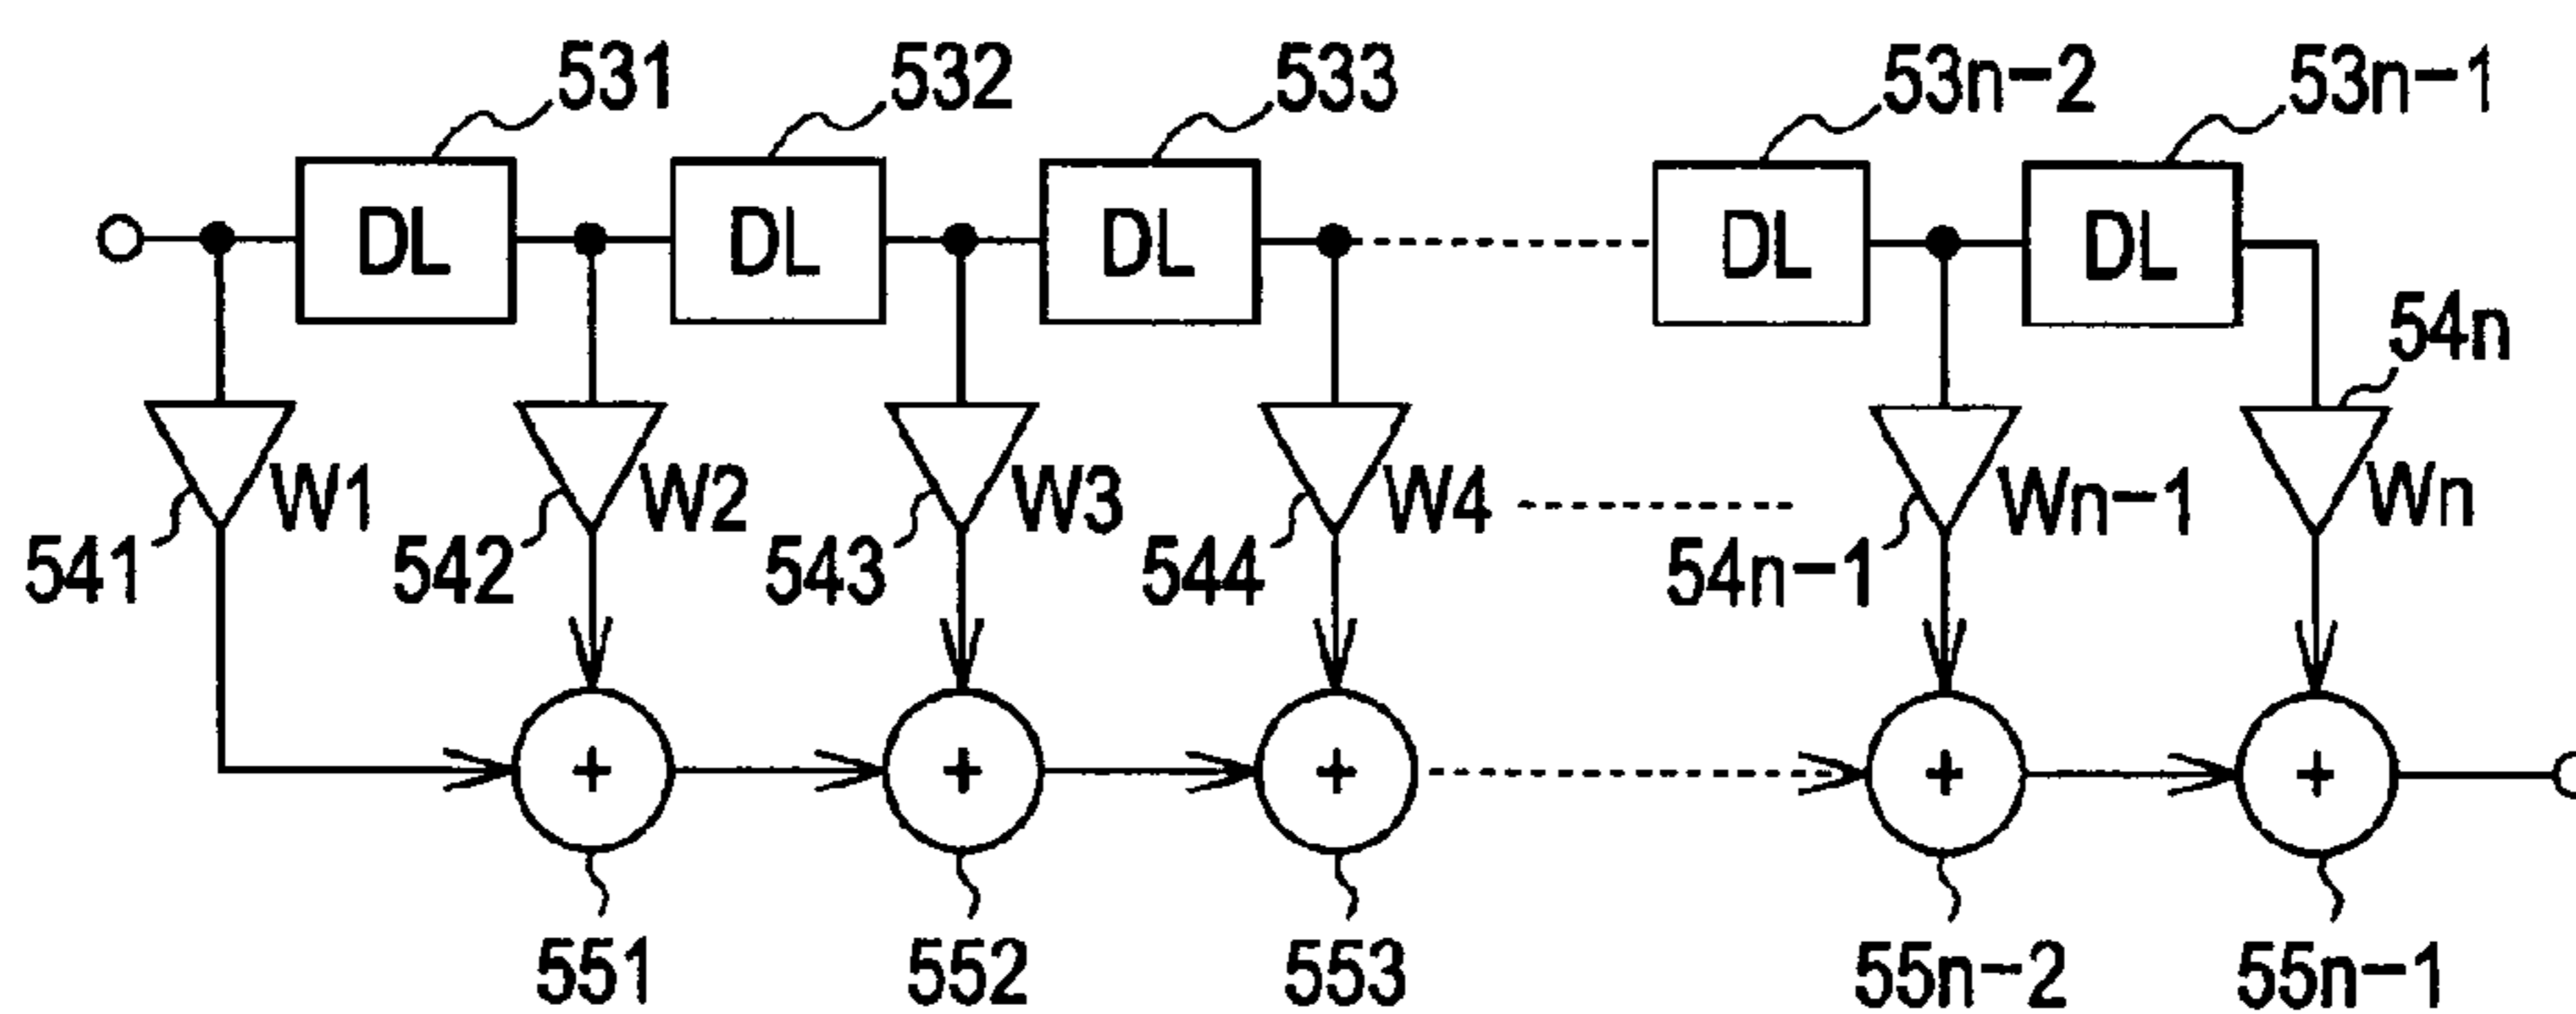 531 532 533 53n-2 53n-1
DL DL DL DL DL
54n
W1 W2 W3 W4 Wn-1 Wn
541 542 543 544 54n-1
+ + + + +
551 552 553 55n-2 55n-1